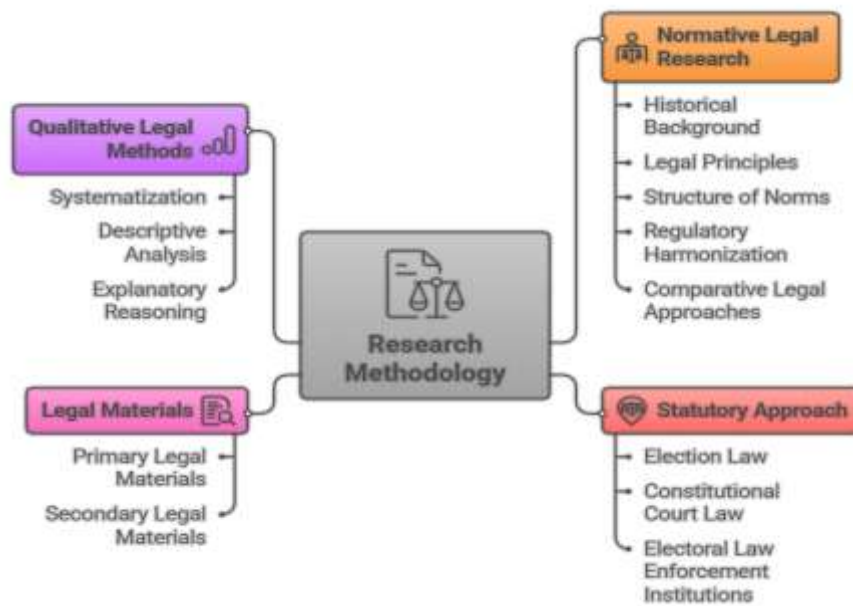 Normative Legal
Research
Historical
Background
Legal Principles
Structure of Norms
Regulatory
Harmonization
Comparative Legal
Approaches
Qualitative Legal
Methods
Systematization
Descriptive
Analysis
Explanatory
Reasoning
Research
Methodology
Legal Materials
Primary Legal
Materials
Secondary Legal
Materials
Statutory Approach
Election Law
Constitutional
Court Law
Electoral Law
Enforcement
Institutions